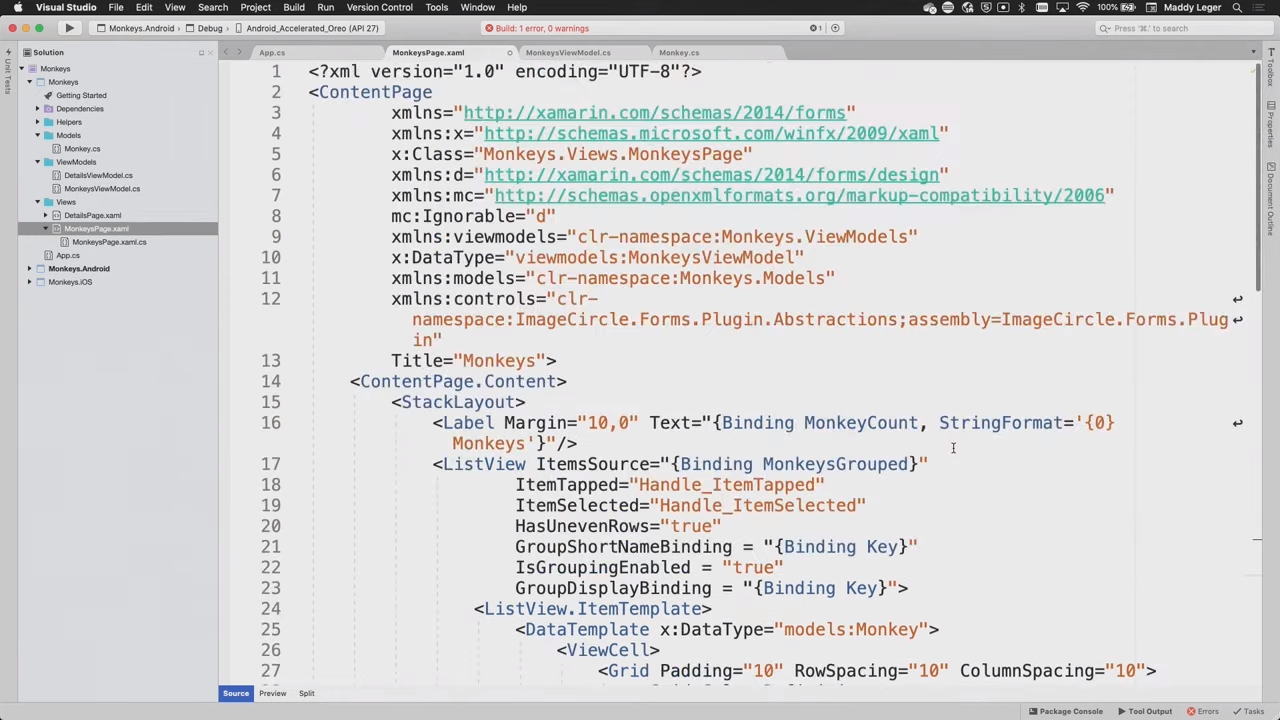 Visual Studio File Edit View Search Project Build Run Version Control Tools Window Help 100% Maddy Leger
Monkeys.Android Debug Android_Accelerated_Oreo (API 27) Build: 1 error, 0 warnings 1 Press '⌘.' to search
Solution
App.cs MonkeysPage.xaml MonkeysViewModel.cs Monkey.cs
Unit Tests
Monkeys
Monkeys
Getting Started
Dependencies
Helpers
Models
Monkey.cs
ViewModels
DetailsViewModel.cs
MonkeysViewModel.cs
Views
DetailsPage.xaml
MonkeysPage.xaml
MonkeysPage.xaml.cs
App.cs
Monkeys.Android
Monkeys.iOS
1 <?xml version="1.0" encoding="UTF-8"?>
2 <ContentPage
3 xmlns="http://xamarin.com/schemas/2014/forms"
4 xmlns:x="http://schemas.microsoft.com/winfx/2009/xaml"
5 x:Class="Monkeys.Views.MonkeysPage"
6 xmlns:d="http://xamarin.com/schemas/2014/forms/design"
7 xmlns:mc="http://schemas.openxmlformats.org/markup-compatibility/2006"
8 mc:Ignorable="d"
9 xmlns:viewmodels="clr-namespace:Monkeys.ViewModels"
10 x:DataType="viewmodels:MonkeysViewModel"
11 xmlns:models="clr-namespace:Monkeys.Models"
12 xmlns:controls="clr-
namespace:ImageCircle.Forms.Plugin.Abstractions;assembly=ImageCircle.Forms.Plug
in"
13 Title="Monkeys">
14 <ContentPage.Content>
15 <StackLayout>
16 <Label Margin="10,0" Text="{Binding MonkeyCount, StringFormat='{0}
Monkeys'}"/>
17 <ListView ItemsSource="{Binding MonkeysGrouped}"
18 ItemTapped="Handle_ItemTapped"
19 ItemSelected="Handle_ItemSelected"
20 HasUnevenRows="true"
21 GroupShortNameBinding = "{Binding Key}"
22 IsGroupingEnabled = "true"
23 GroupDisplayBinding = "{Binding Key}">
24 <ListView.ItemTemplate>
25 <DataTemplate x:DataType="models:Monkey">
26 <ViewCell>
27 <Grid Padding="10" RowSpacing="10" ColumnSpacing="10">
Toolbox
Properties
Document Outline
Source Preview Split
Package Console Tool Output Errors Tasks